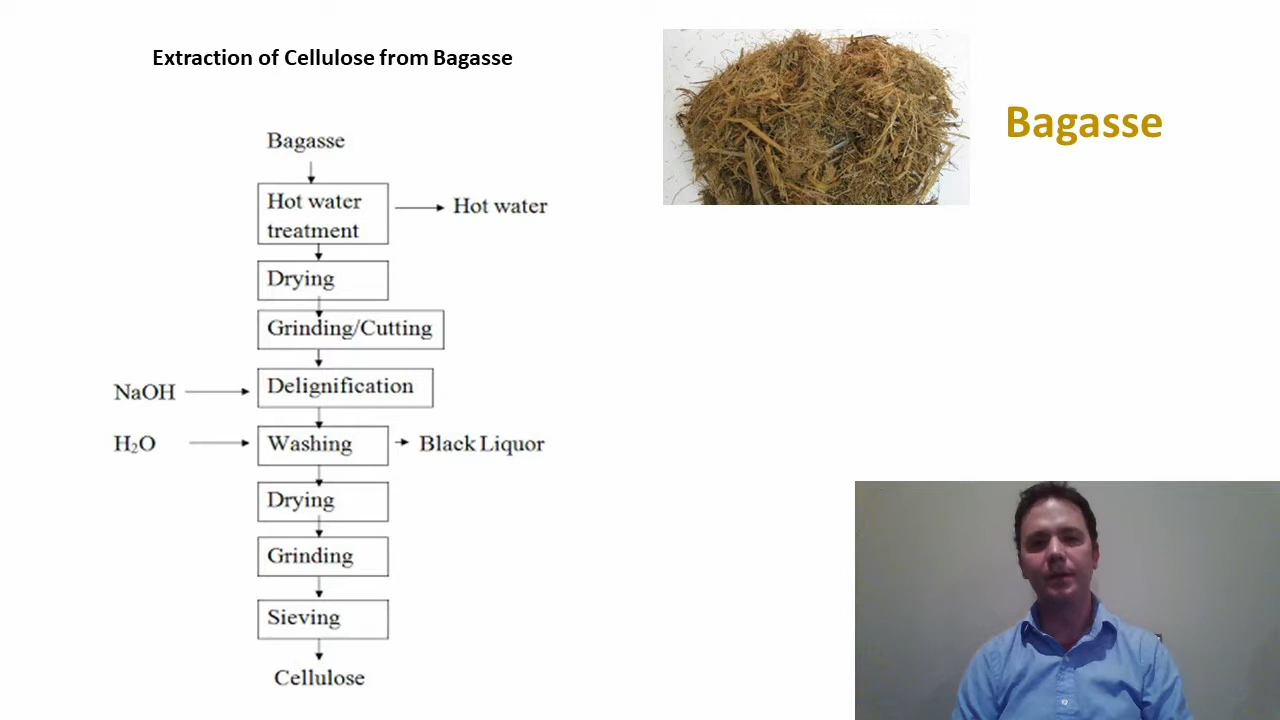 Extraction of Cellulose from Bagasse
Bagasse
Bagasse
Hot water
treatment
Hot water
Drying
Grinding/Cutting
NaOH
Delignification
H₂O
Washing
Black Liquor
Drying
Grinding
Sieving
Cellulose